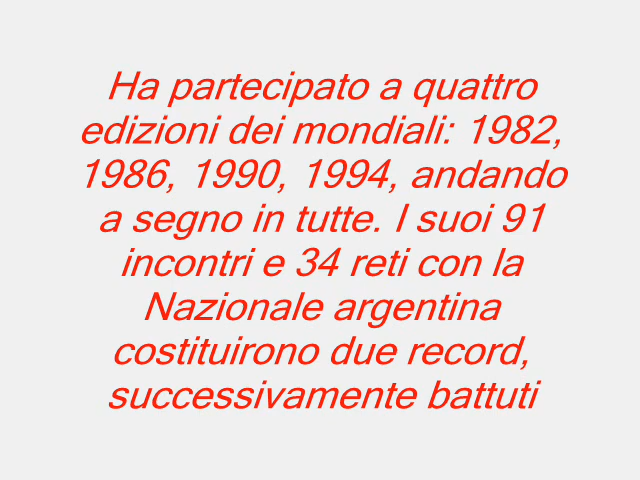 Ha partecipato a quattro
edizioni dei mondiali: 1982,
1986, 1990, 1994, andando
a segno in tutte. I suoi 91
incontri e 34 reti con la
Nazionale argentina
costituirono due record,
successivamente battuti